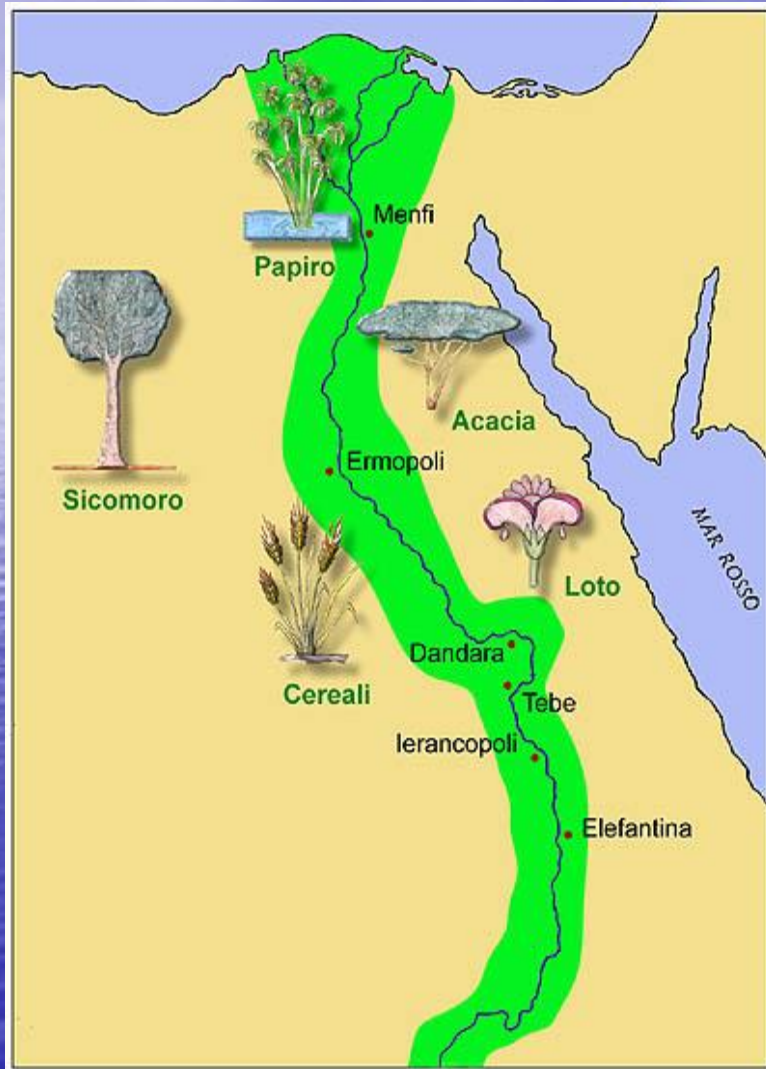 Menfi
Papiro
Acacia
Ermopoli
Sicomoro
MAR ROSSO
Loto
Dandara
Cereali
Tebe
Ierancopoli
Elefantina